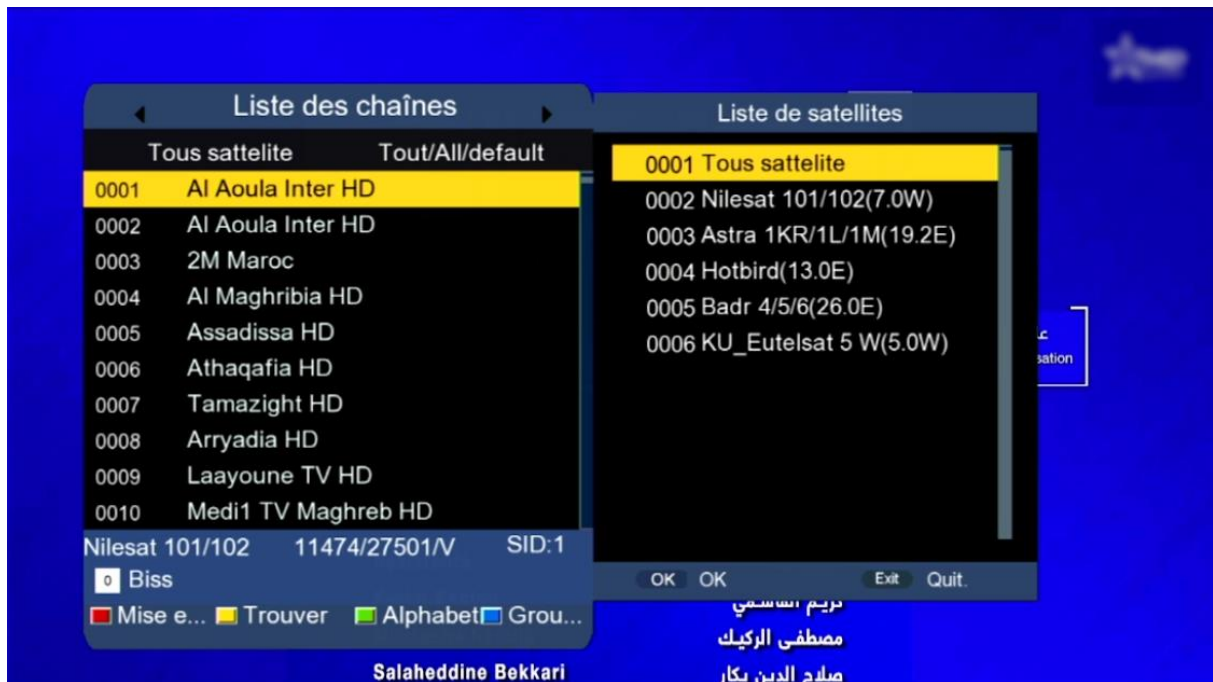 Liste des chaînes
Tous sattelite Tout/All/default
0001 Al Aoula Inter HD
0002 Al Aoula Inter HD
0003 2M Maroc
0004 Al Maghribia HD
0005 Assadissa HD
0006 Athaqafia HD
0007 Tamazight HD
0008 Arryadia HD
0009 Laayoune TV HD
0010 Medi1 TV Maghreb HD
Nilesat 101/102 11474/27501/V SID:1
0 Biss
Mise e... Trouver Alphabet Grou...
Liste de satellites
0001 Tous sattelite
0002 Nilesat 101/102(7.0W)
0003 Astra 1KR/1L/1M(19.2E)
0004 Hotbird(13.0E)
0005 Badr 4/5/6(26.0E)
0006 KU_Eutelsat 5 W(5.0W)
OK OK Exit Quit.
sation
مصطفى الركيك
Salaheddine Bekkari صلاح الدين بكار